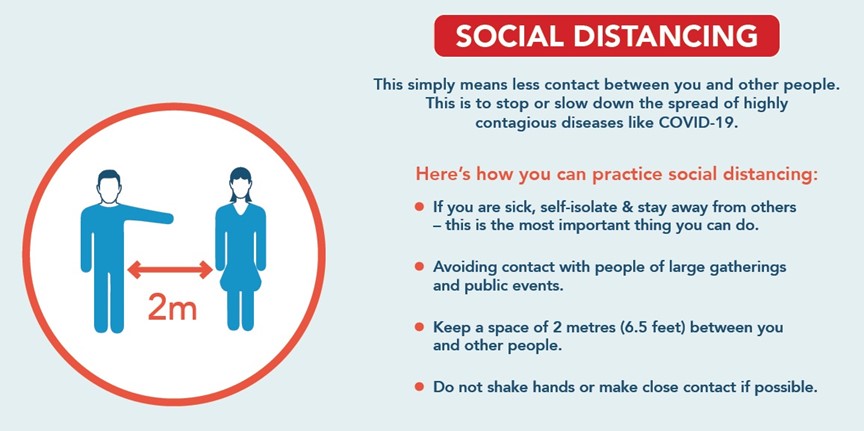 SOCIAL DISTANCING
This simply means less contact between you and other people.
This is to stop or slow down the spread of highly
contagious diseases like COVID-19.
Here’s how you can practice social distancing:
• If you are sick, self-isolate & stay away from others
– this is the most important thing you can do.
• Avoiding contact with people of large gatherings
and public events.
• Keep a space of 2 metres (6.5 feet) between you
and other people.
• Do not shake hands or make close contact if possible.
2m